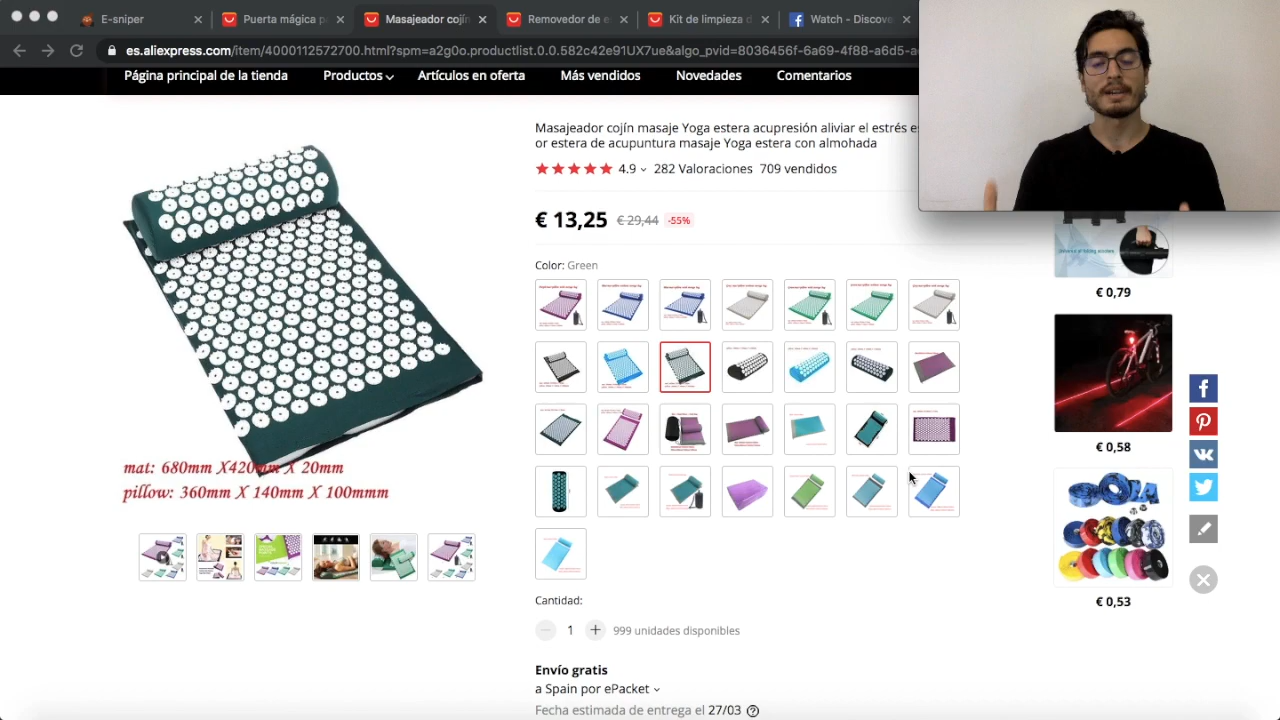 E-sniper
Puerta mágica p
Masajeador cojín
Removedor de e
Kit de limpieza d
Watch - Discove
es.aliexpress.com/item/4000112572700.html?spm=a2g0o.productlist.0.0.582c42e91UX7ue&algo_pvid=8036456f-6a69-4f88-a6d5-a
Página principal de la tienda
Productos
Artículos en oferta
Más vendidos
Novedades
Comentarios
Masajeador cojín masaje Yoga estera acupresión aliviar el estrés e
or estera de acupuntura masaje Yoga estera con almohada
4.9 282 Valoraciones 709 vendidos
€ 13,25 € 29,44 -55%
Color: Green
mat: 680mm X420mm X 20mm
pillow: 360mm X 140mm X 100mmm
Cantidad:
1 999 unidades disponibles
Envío gratis
a Spain por ePacket
Fecha estimada de entrega el 27/03
€ 0,79
€ 0,58
€ 0,53